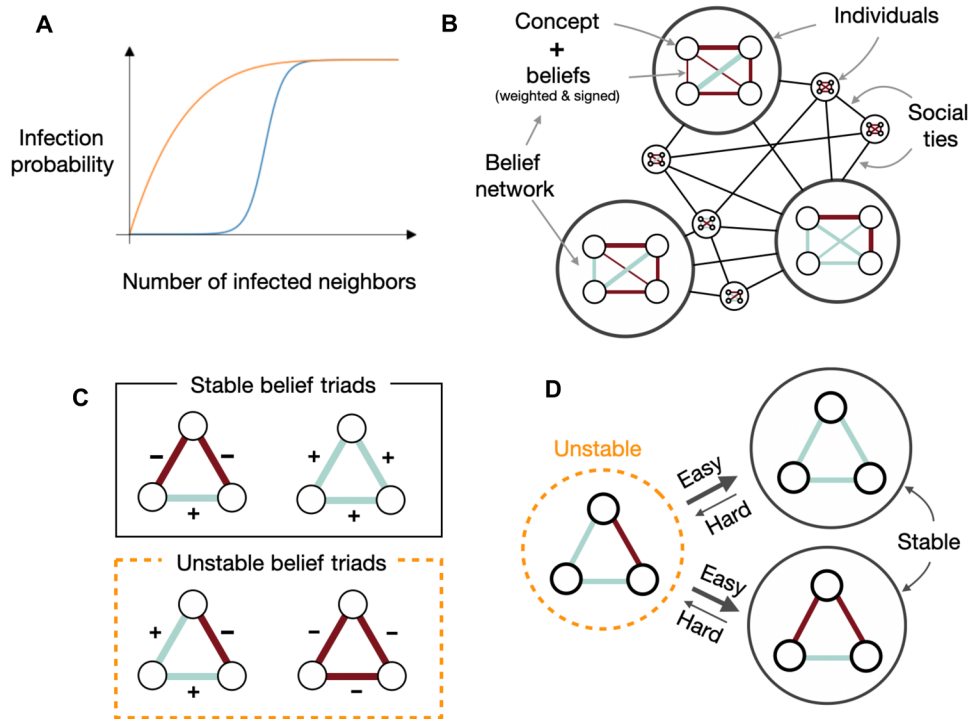 A
Infection
probability
Number of infected neighbors
B
Concept
+
beliefs
(weighted & signed)
Belief
network
Individuals
Social
ties
C
Stable belief triads
− −
+
+ +
+
Unstable belief triads
+ −
+
− −
−
D
Unstable
Easy
Hard
Easy
Hard
Stable